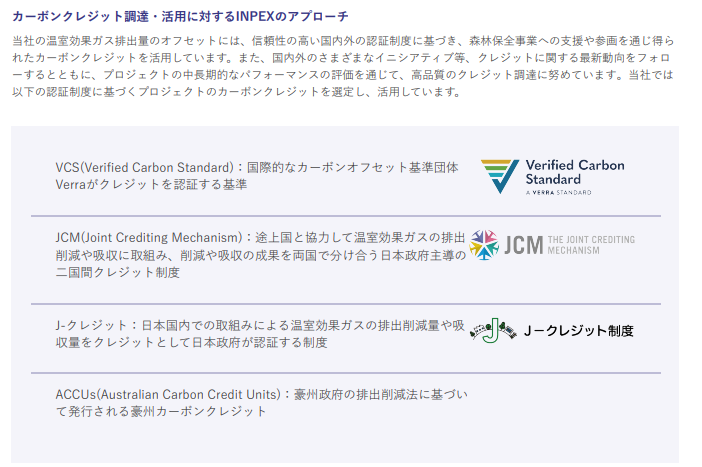 カーボンクレジット調達・活用に対するINPEXのアプローチ
当社の温室効果ガス排出量のオフセットには、信頼性の高い国内外の認証制度に基づき、森林保全事業への支援や参画を通じ得ら
れたカーボンクレジットを活用しています。また、国内外のさまざまなイニシアティブ等、クレジットに関する最新動向をフォロ
ーするとともに、プロジェクトの中長期的なパフォーマンスの評価を通じて、高品質のクレジット調達に努めています。当社では
以下の認証制度に基づくプロジェクトのカーボンクレジットを選定し、活用しています。
VCS(Verified Carbon Standard)：国際的なカーボンオフセット基準団体
Verraがクレジットを認証する基準
Verified Carbon
Standard
A VERRA STANDARD
JCM(Joint Crediting Mechanism)：途上国と協力して温室効果ガスの排出
削減や吸収に取組み、削減や吸収の成果を両国で分け合う日本政府主導の
二国間クレジット制度
JCM THE JOINT CREDITING
MECHANISM
J-クレジット：日本国内での取組みによる温室効果ガスの排出削減量や吸
収量をクレジットとして日本政府が認証する制度
J
J－クレジット制度
ACCUs(Australian Carbon Credit Units)：豪州政府の排出削減法に基づい
て発行される豪州カーボンクレジット